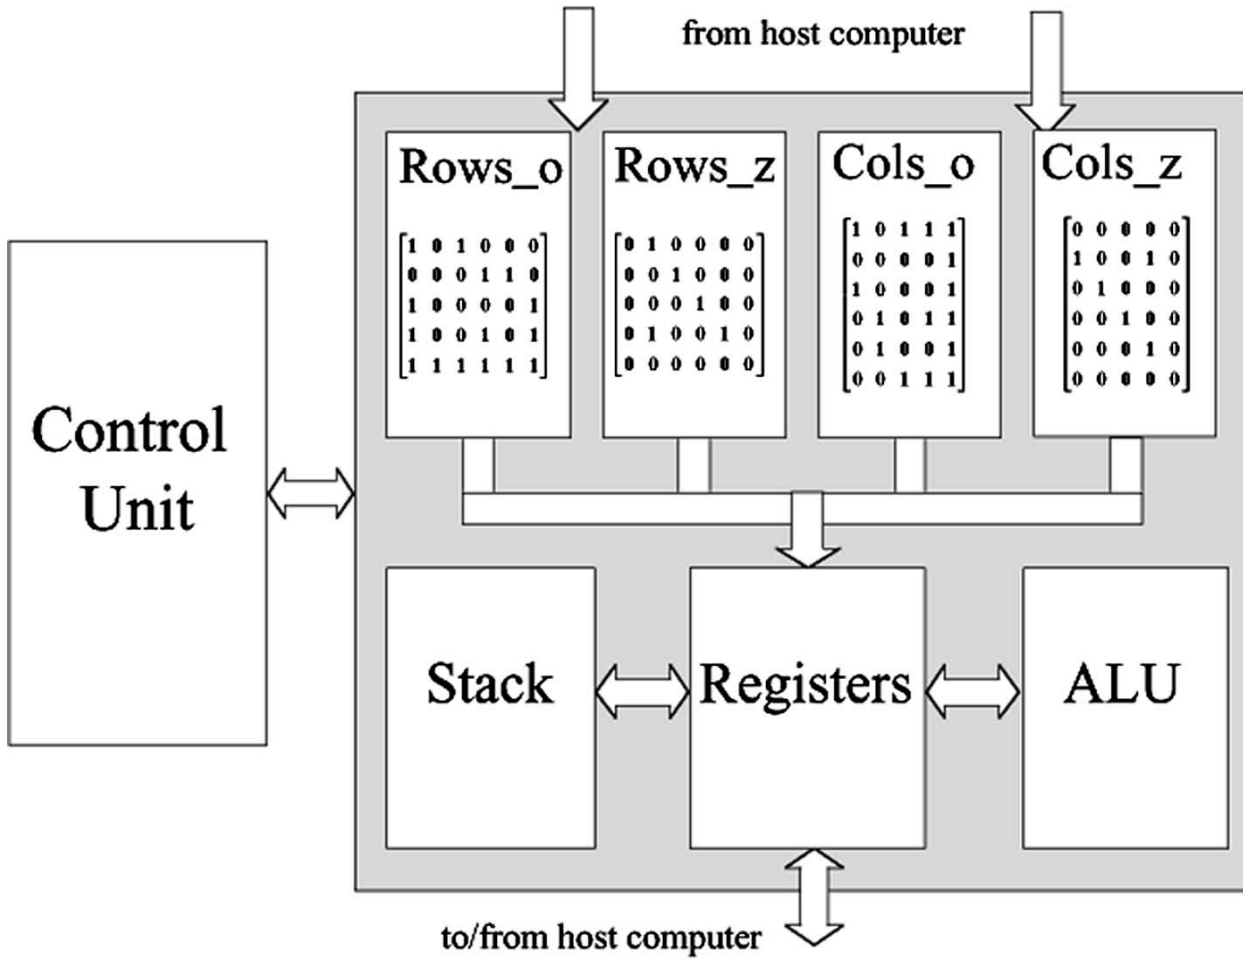 from host computer
Rows_o
Rows_z
Cols_o
Cols_z
1 0 1 0 0 0
0 0 0 1 1 0
1 0 0 0 0 1
1 0 0 1 0 1
1 1 1 1 1 1
0 1 0 0 0 0
0 0 1 0 0 0
0 0 0 1 0 0
0 1 0 0 1 0
0 0 0 0 0 0
1 0 1 1 1
0 0 0 0 1
1 0 0 0 1
0 1 0 1 1
0 1 0 0 1
0 0 1 1 1
0 0 0 0 0
1 0 0 1 0
0 1 0 0 0
0 0 1 0 0
0 0 0 1 0
0 0 0 0 0
Control
Unit
Stack
Registers
ALU
to/from host computer